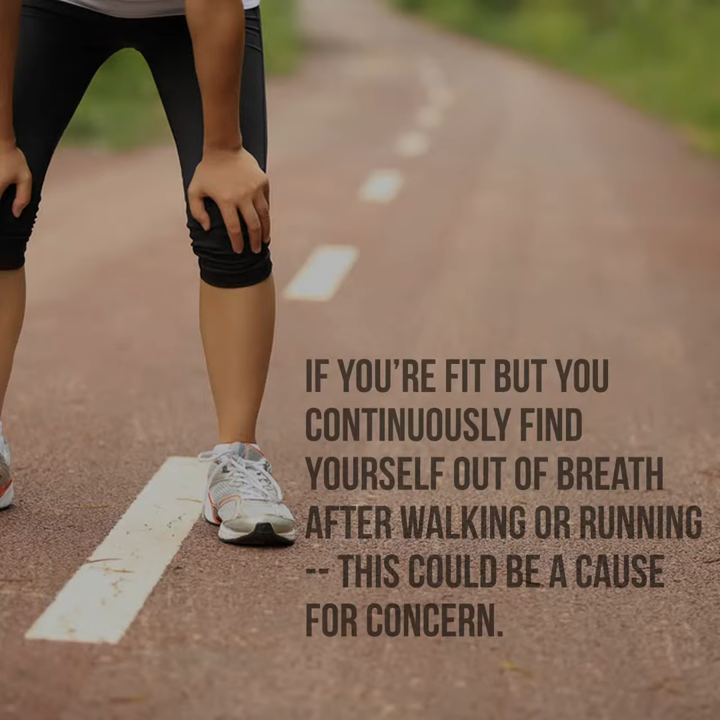 IF YOU’RE FIT BUT YOU
CONTINUOUSLY FIND
YOURSELF OUT OF BREATH
AFTER WALKING OR RUNNING
-- THIS COULD BE A CAUSE
FOR CONCERN.